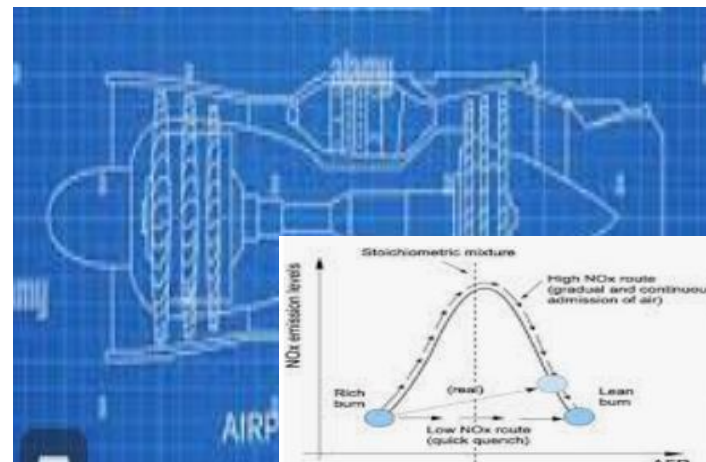 alamy
Stoichiometric mixture
High NOx route
(gradual and continuou
admission of air)
NOx emission levels
(real)
Rich
burn
Lean
burn
Low NOx route
(quick quench)
AIRP